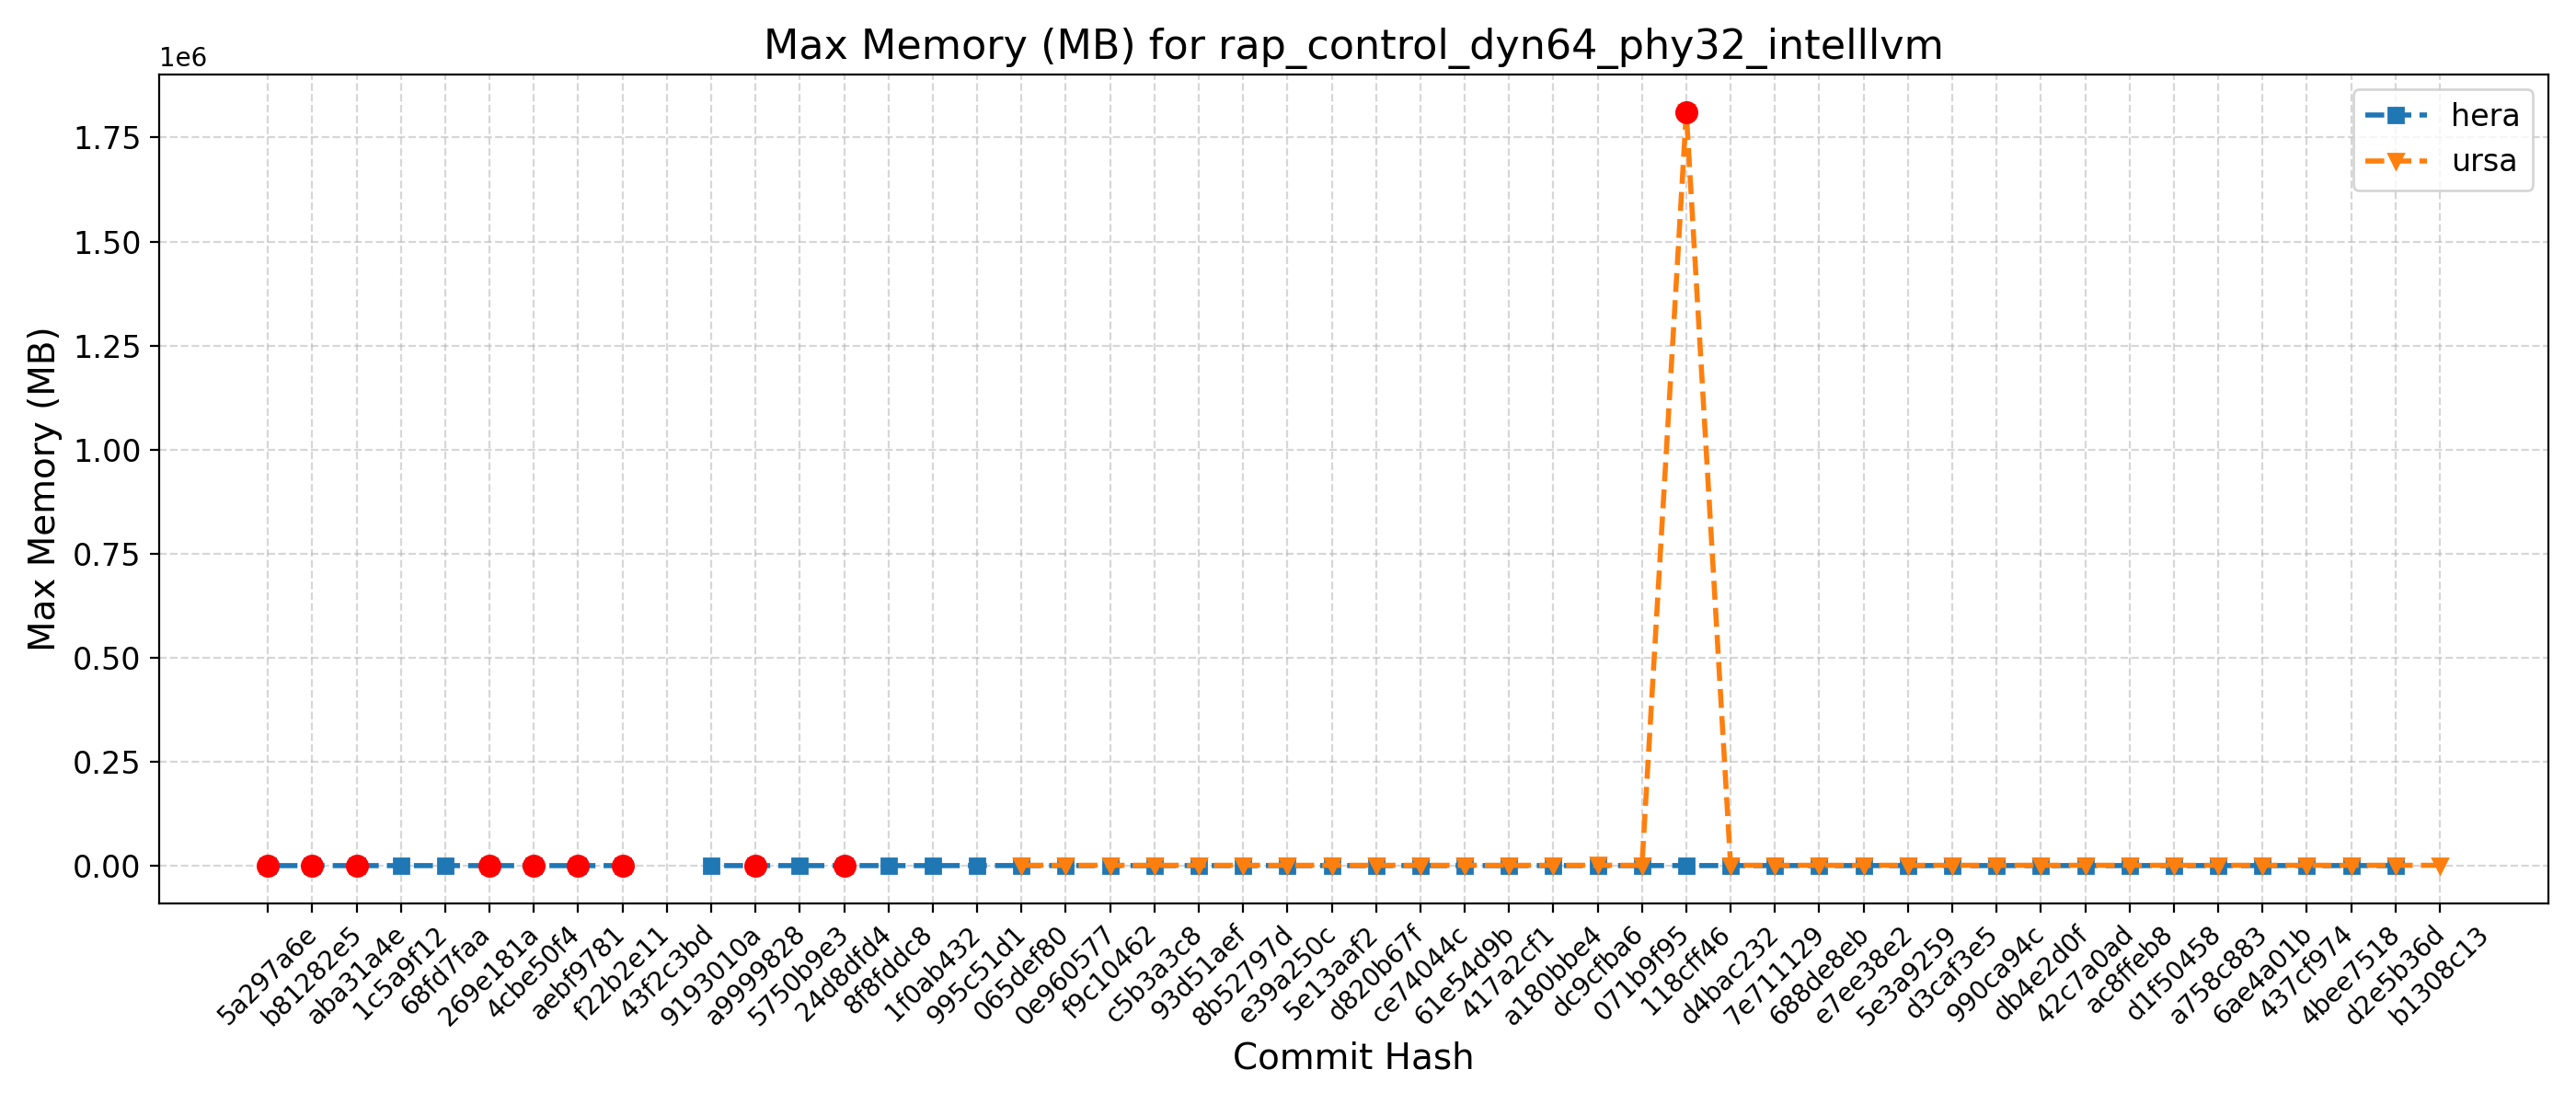 Max Memory (MB) for rap_control_dyn64_phy32_intelllvm
1e6
hera
ursa
Max Memory (MB)
1.75
1.50
1.25
1.00
0.75
0.50
0.25
0.00
5a297a6e
b81282e5
aba31a4e
1c5a9f12
68fd7faa
269e181a
4cbe50f4
aebf9781
f22b2e11
43f2c3bd
9193010a
a9999828
5750b9e3
24d8dfd4
8f8fddc8
1f0ab432
995c51d1
065def80
0e960577
f9c10462
c5b3a3c8
93d51aef
8b52797d
e39a250c
5e13aaf2
d820b67f
ce74044c
61e54d9b
417a2cf1
a180bbe4
dc9cfba6
071b9f95
118cff46
d4bac232
7e711129
688de8eb
e7ee38e2
5e3a9259
d3caf3e5
990ca94c
db4e2d0f
42c7a0ad
ac8ffeb8
d1f50458
a758c883
6ae4a01b
437cf974
4bee7518
d2e5b36d
b1308c13
Commit Hash